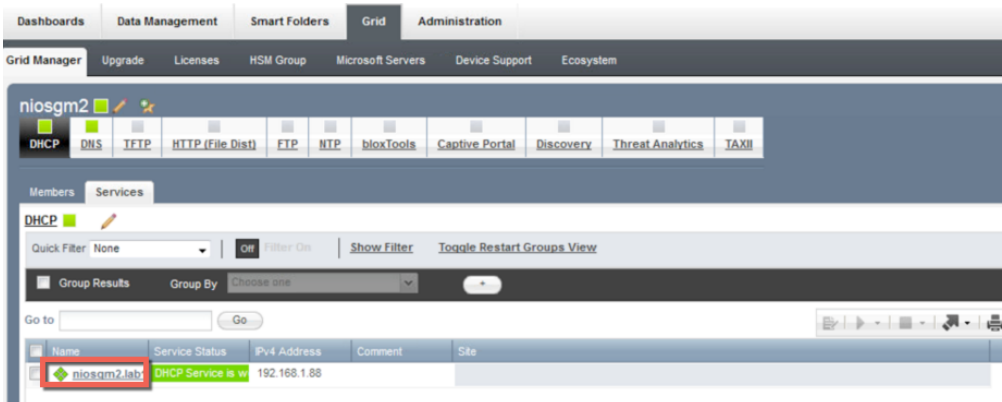 Dashboards Data Management Smart Folders Grid Administration
Grid Manager Upgrade Licenses HSM Group Microsoft Servers Device Support Ecosystem
niosgm2
DHCP DNS TFTP HTTP (File Dist) FTP NTP bloxTools Captive Portal Discovery Threat Analytics TAXII
Members Services
DHCP
Quick Filter None Off Filter On Show Filter Toggle Restart Groups View
Group Results Group By Choose one +
Go to Go
Name Service Status IPv4 Address Comment Site
niosgm2.lab DHCP Service is w 192.168.1.88